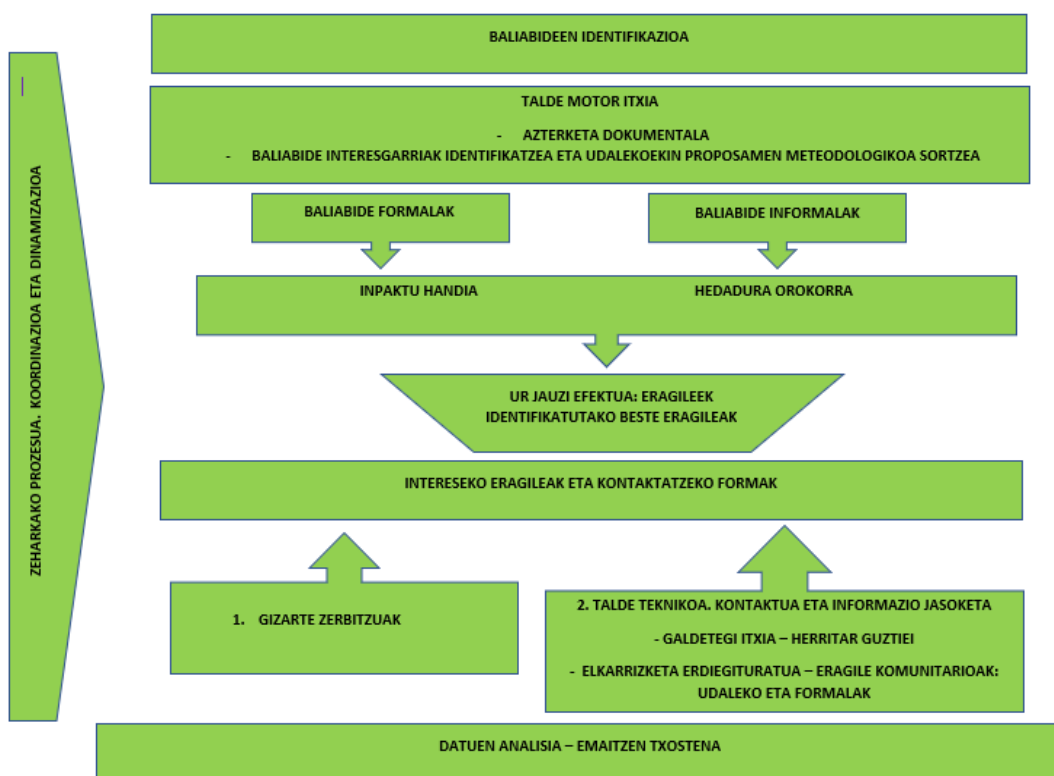 BALIABIDEEN IDENTIFIKAZIOA
TALDE MOTOR ITXIA
- AZTERKETA DOKUMENTALA
- BALIABIDE INTERESGARRIAK IDENTIFIKATZEA ETA UDALEKOEKIN PROPOSAMEN METEODOLOGIKOA SORTZEA
BALIABIDE FORMALAK
BALIABIDE INFORMALAK
INPAKTU HANDIA
HEDADURA OROKORRA
UR JAUZI EFEKTUA: ERAGILEEK
IDENTIFIKATUTAKO BESTE ERAGILEAK
INTERESEKO ERAGILEAK ETA KONTAKTATZEKO FORMAK
1. GIZARTE ZERBITZUAK
2. TALDE TEKNIKOA. KONTAKTUA ETA INFORMAZIO JASOKETA
- GALDETEGI ITXIA – HERRITAR GUZTIEI
- ELKARRIZKETA ERDIEGITURATUA – ERAGILE KOMUNITARIOAK:
UDALEKO ETA FORMALAK
DATUEN ANALISIA – EMAITZEN TXOSTENA
ZEHARKAKO PROZESUA. KOORDINAZIOA ETA DINAMIZAZIOA